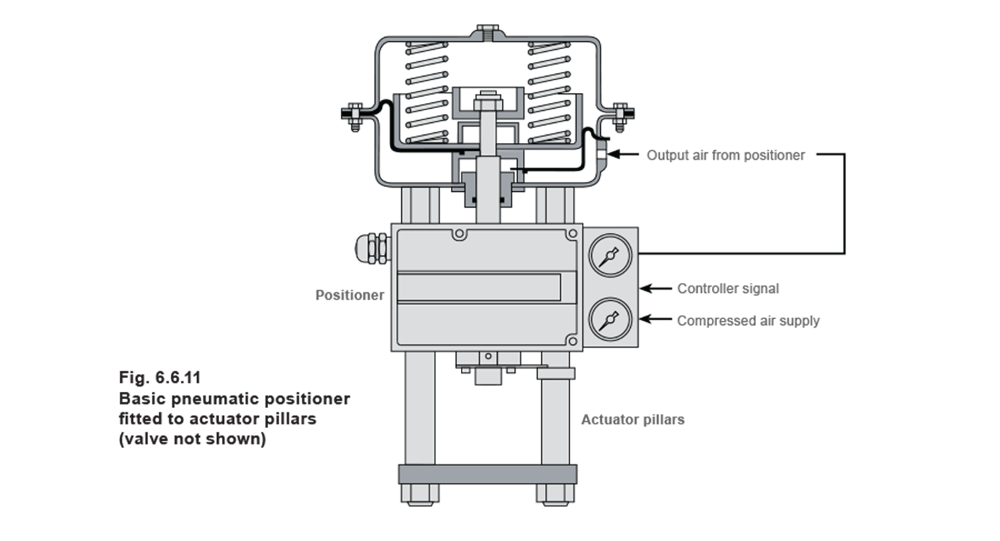 Output air from positioner
Controller signal
Positioner
Compressed air supply
Fig. 6.6.11
Basic pneumatic positioner
fitted to actuator pillars
(valve not shown)
Actuator pillars